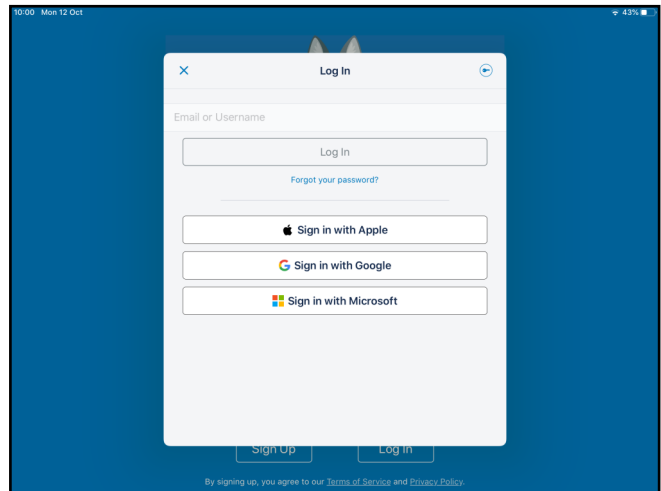 10:00 Mon 12 Oct 43%
Log In
Email or Username
Log In
Forgot your password?
Sign in with Apple
Sign in with Google
Sign in with Microsoft
Sign Up Log In
By signing up, you agree to our Terms of Service and Privacy Policy.